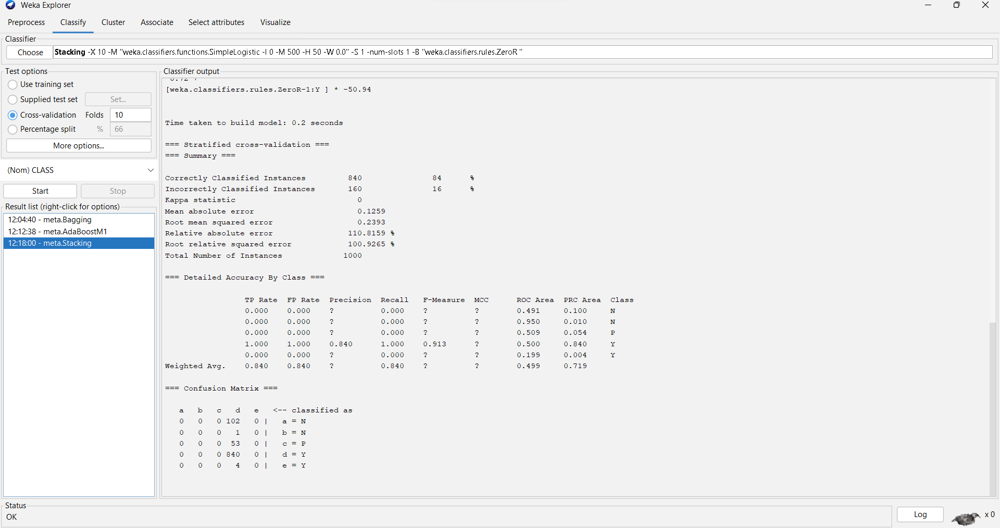 Weka Explorer
Preprocess Classify Cluster Associate Select attributes Visualize
Classifier
Choose Stacking -X 10 -M "weka.classifiers.functions.SimpleLogistic -I 0 -M 500 -H 50 -W 0.0" -S 1 -num-slots 1 -B "weka.classifiers.rules.ZeroR "
Test options
Use training set
Supplied test set Set...
Cross-validation Folds 10
Percentage split % 66
More options...
(Nom) CLASS
Start Stop
Result list (right-click for options)
12:04:40 - meta.Bagging
12:12:38 - meta.AdaBoostM1
12:18:00 - meta.Stacking
Classifier output
[weka.classifiers.rules.ZeroR-1:Y ] * -50.94
Time taken to build model: 0.2 seconds
=== Stratified cross-validation ===
=== Summary ===
Correctly Classified Instances 840 84 %
Incorrectly Classified Instances 160 16 %
Kappa statistic 0
Mean absolute error 0.1259
Root mean squared error 0.2393
Relative absolute error 110.8159 %
Root relative squared error 100.9265 %
Total Number of Instances 1000
=== Detailed Accuracy By Class ===
TP Rate FP Rate Precision Recall F-Measure MCC ROC Area PRC Area Class
0.000 0.000 ? 0.000 ? ? 0.491 0.100 N
0.000 0.000 ? 0.000 ? ? 0.950 0.010 N
0.000 0.000 ? 0.000 ? ? 0.509 0.054 P
1.000 1.000 0.840 1.000 0.913 ? 0.500 0.840 Y
0.000 0.000 ? 0.000 ? ? 0.199 0.004 Y
Weighted Avg. 0.840 0.840 ? 0.840 ? ? 0.499 0.719
=== Confusion Matrix ===
a b c d e <-- classified as
0 0 0 102 0 | a = N
0 0 0 1 0 | b = N
0 0 0 53 0 | c = P
0 0 0 840 0 | d = Y
0 0 0 4 0 | e = Y
Status
OK
Log x 0